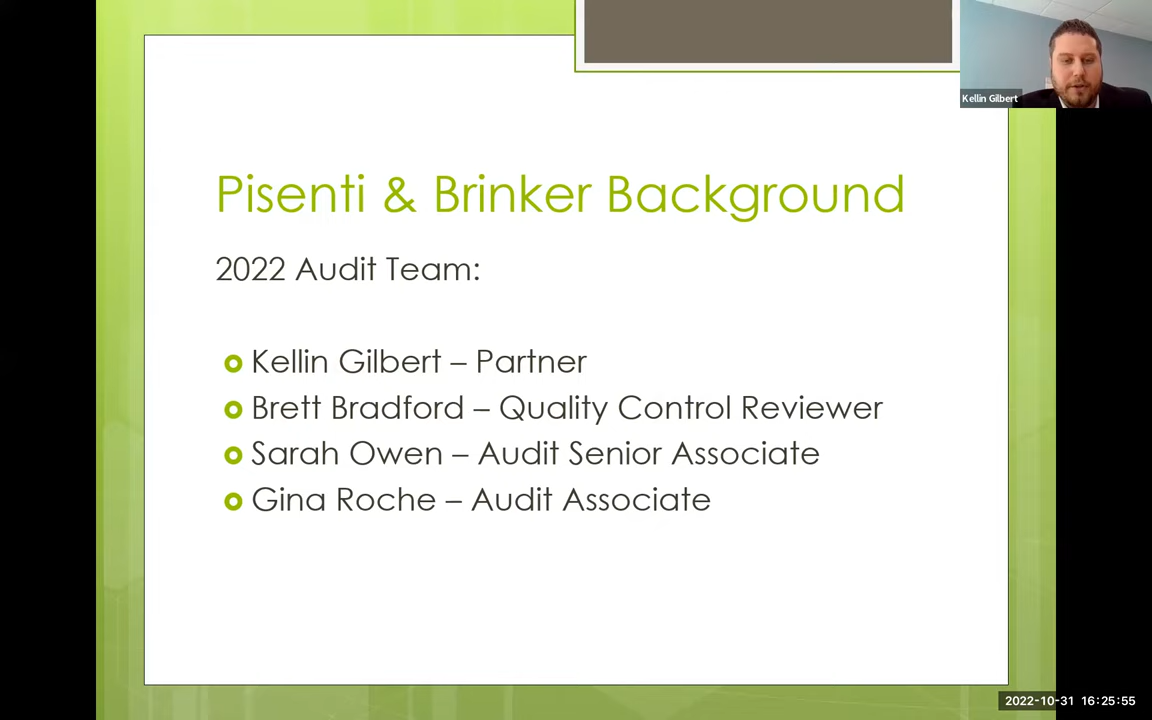 Kellin Gilbert
Pisenti & Brinker Background
2022 Audit Team:
Kellin Gilbert – Partner
Brett Bradford – Quality Control Reviewer
Sarah Owen – Audit Senior Associate
Gina Roche – Audit Associate
2022-10-31 16:25:55